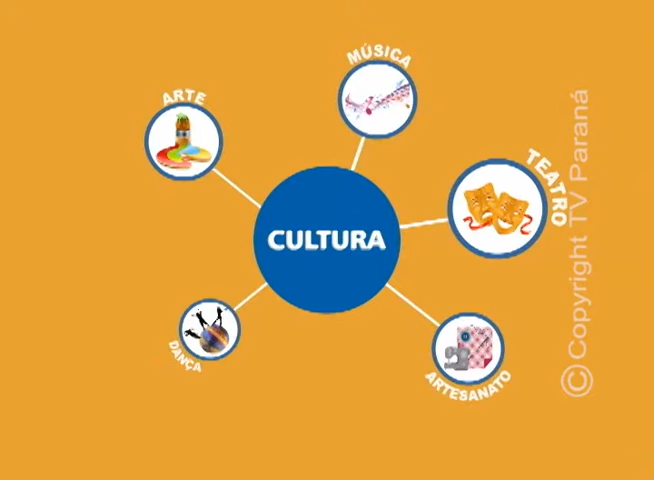 MÚSICA
ARTE
TEATRO
CULTURA
DANÇA
ARTESANATO
© Copyright TV Paraná